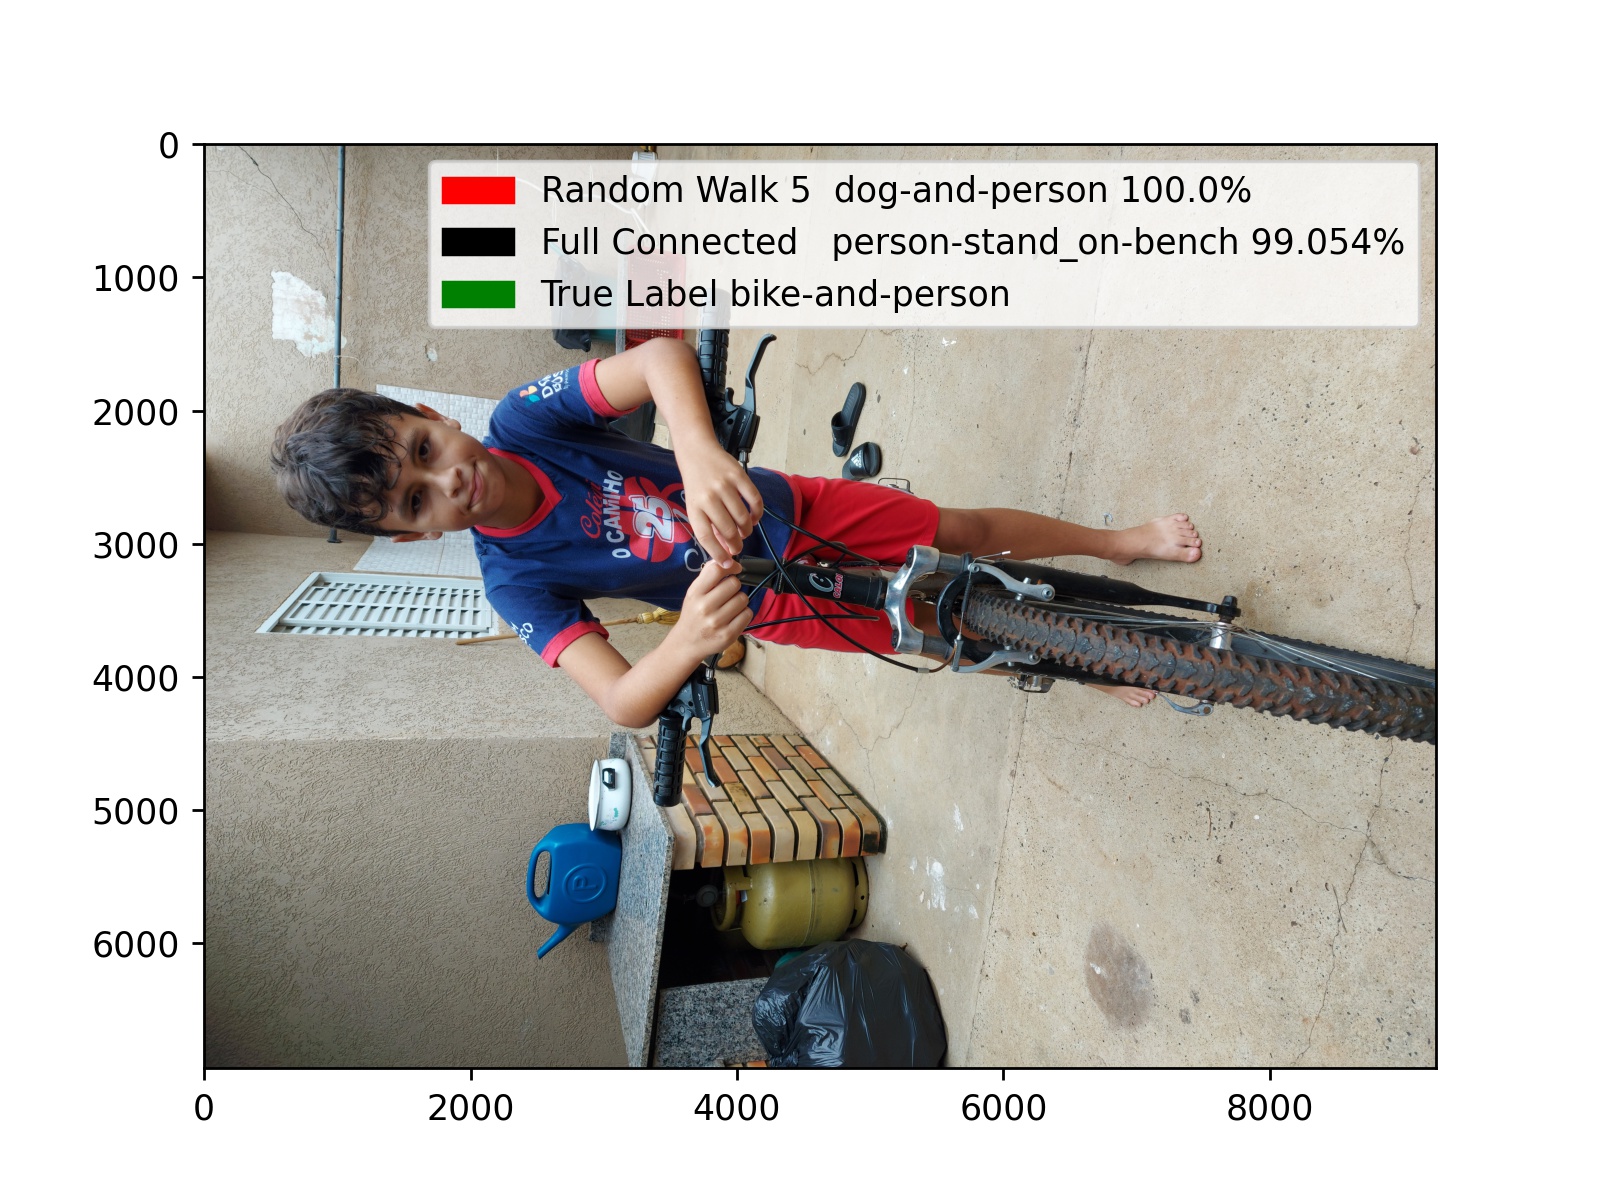 Random Walk 5 dog-and-person 100.0%
Full Connected person-stand_on-bench 99.054%
True Label bike-and-person
0
1000
2000
3000
4000
5000
6000
0
2000
4000
6000
8000
O CAMIHO
25
P